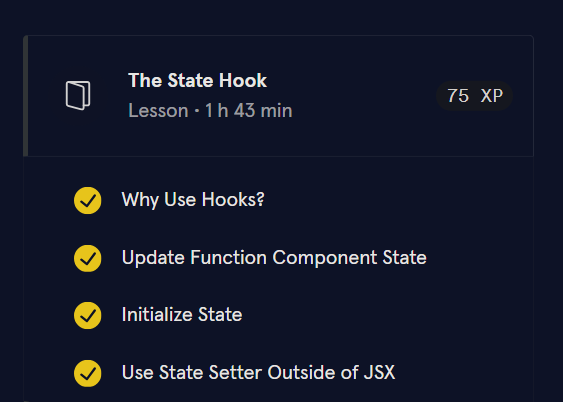 The State Hook
Lesson · 1 h 43 min
75 XP
Why Use Hooks?
Update Function Component State
Initialize State
Use State Setter Outside of JSX